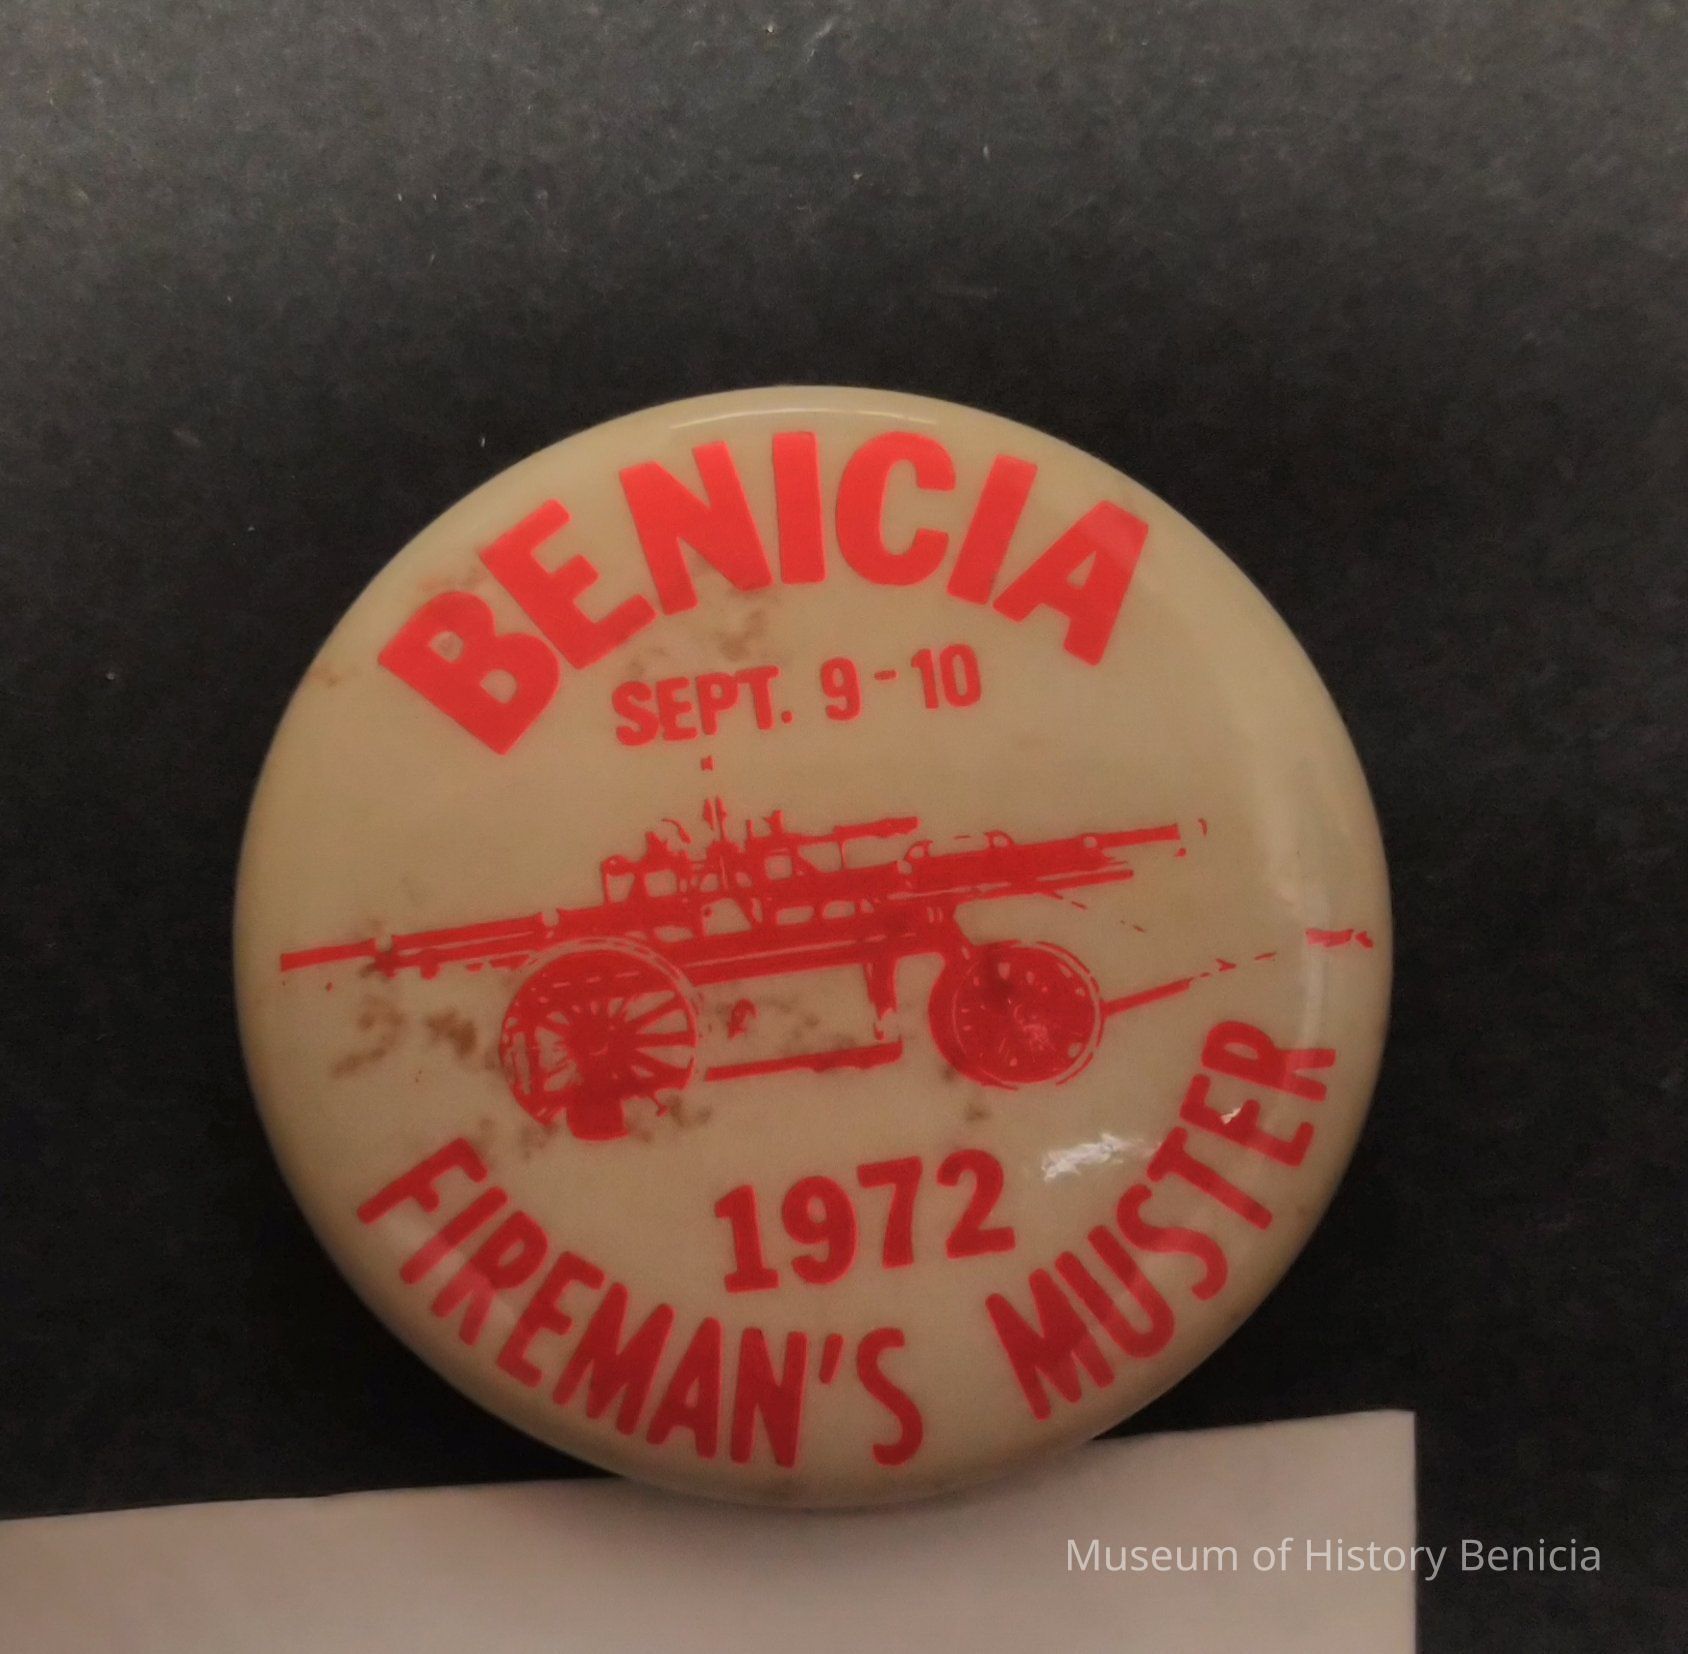 BENICIA
SEPT. 9-10
1972
FIREMAN'S MUSTER
Museum of History Benicia